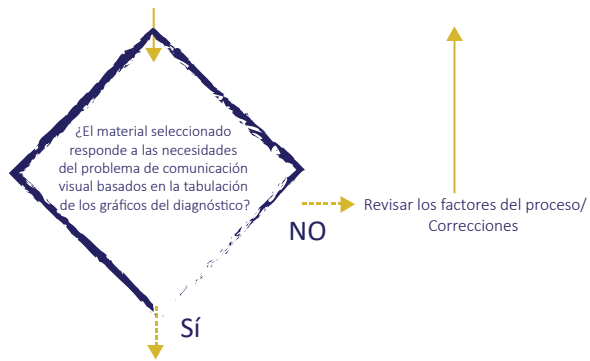 ¿El material seleccionado
responde a las necesidades
del problema de comunicación
visual basados en la tabulación
de los gráficos del diagnóstico?
NO
Revisar los factores del proceso/
Correcciones
Sí